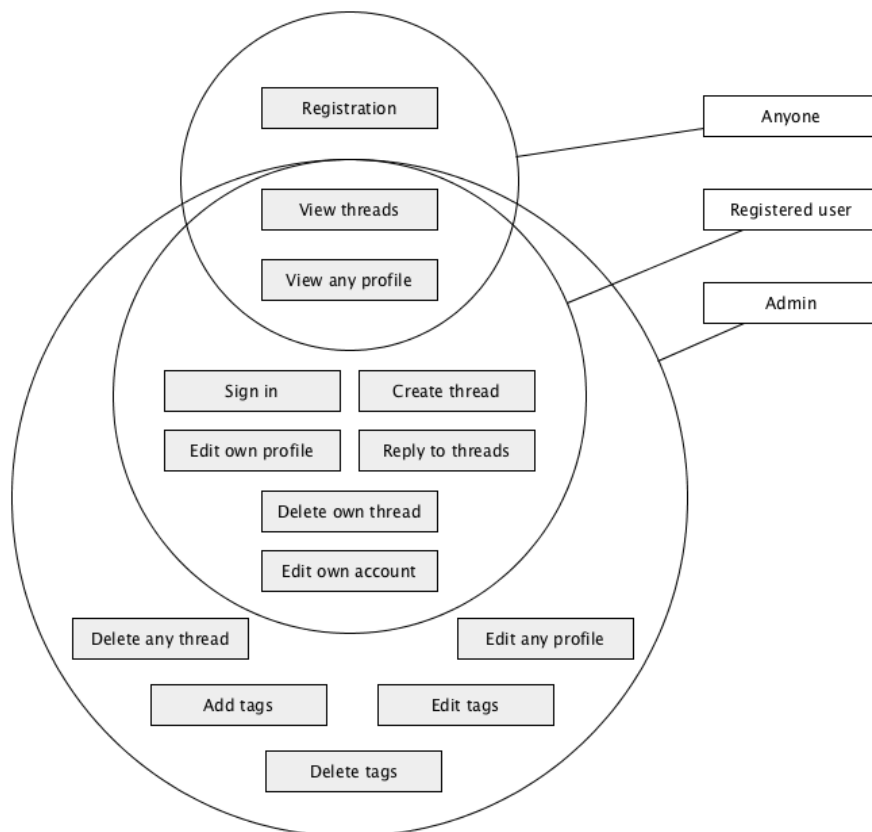 Registration
Anyone
View threads
Registered user
View any profile
Admin
Sign in
Create thread
Edit own profile
Reply to threads
Delete own thread
Edit own account
Delete any thread
Edit any profile
Add tags
Edit tags
Delete tags